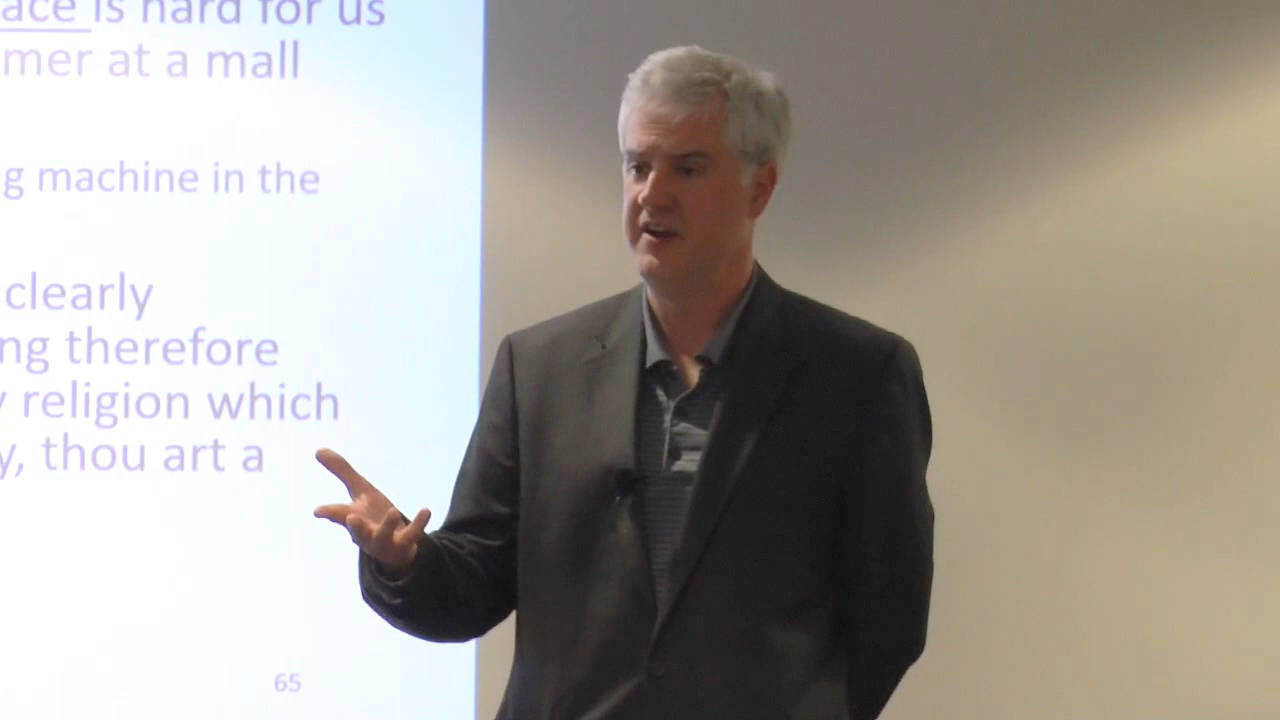 ace is hard for us
mer at a mall
g machine in the
clearly
ng therefore
y religion which
y, thou art a
65